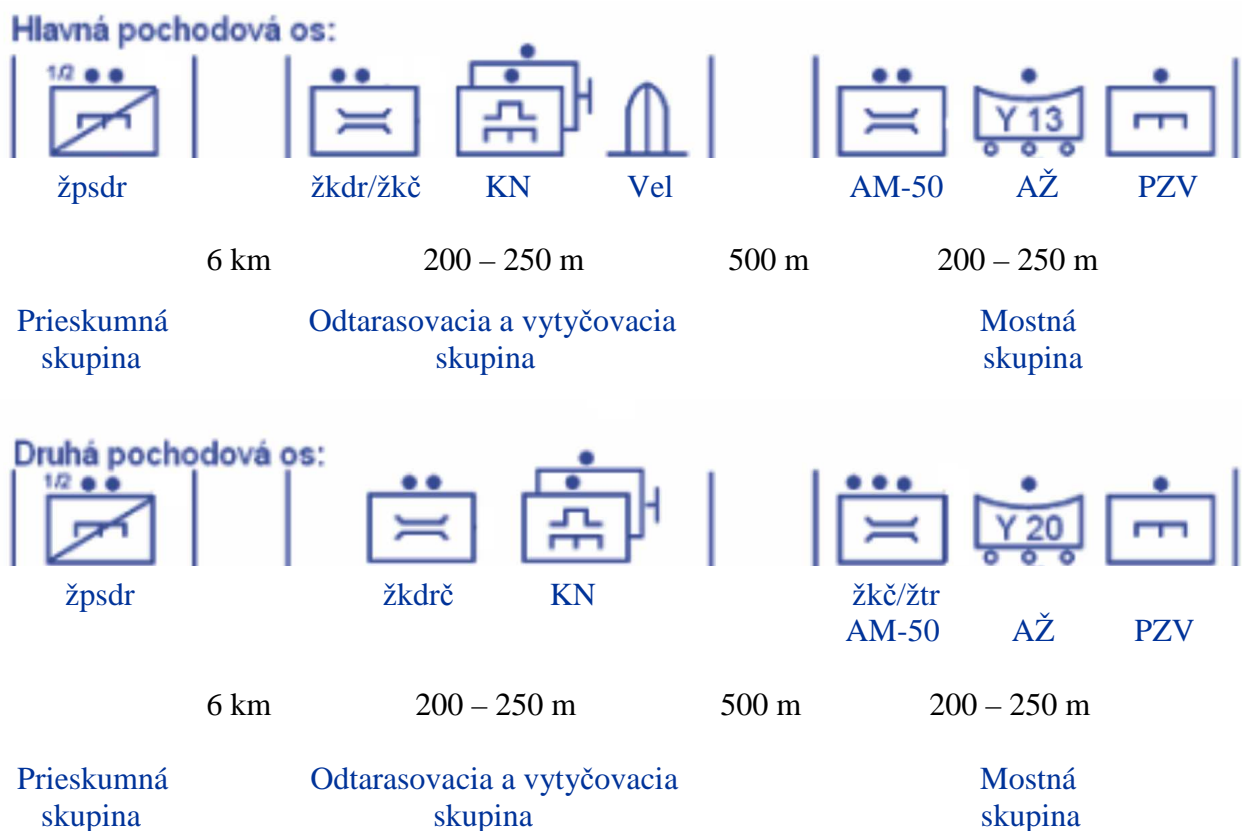 Hlavná pochodová os:
1/2
Y 13
žpsdr žkdr/žkč KN Vel AM-50 AŽ PZV
6 km 200 – 250 m 500 m 200 – 250 m
Prieskumná Odtarasovacia a vytyčovacia Mostná
skupina skupina skupina
Druhá pochodová os:
1/2
Y 20
žpsdr žkdrč KN žkč/žtr
AM-50 AŽ PZV
6 km 200 – 250 m 500 m 200 – 250 m
Prieskumná Odtarasovacia a vytyčovacia Mostná
skupina skupina skupina